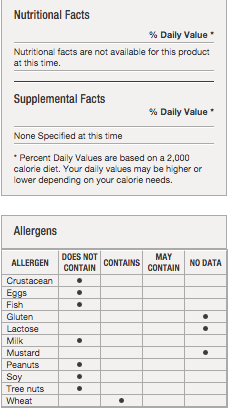 Nutritional Facts
% Daily Value *
Nutritional facts are not available for this product
at this time.
Supplemental Facts
% Daily Value *
None Specified at this time
* Percent Daily Values are based on a 2,000
calorie diet. Your daily values may be higher or
lower depending on your calorie needs.
Allergens
ALLERGEN DOES NOT CONTAIN CONTAINS MAY CONTAIN NO DATA
Crustacean •
Eggs •
Fish •
Gluten •
Lactose •
Milk •
Mustard •
Peanuts •
Soy •
Tree nuts •
Wheat •